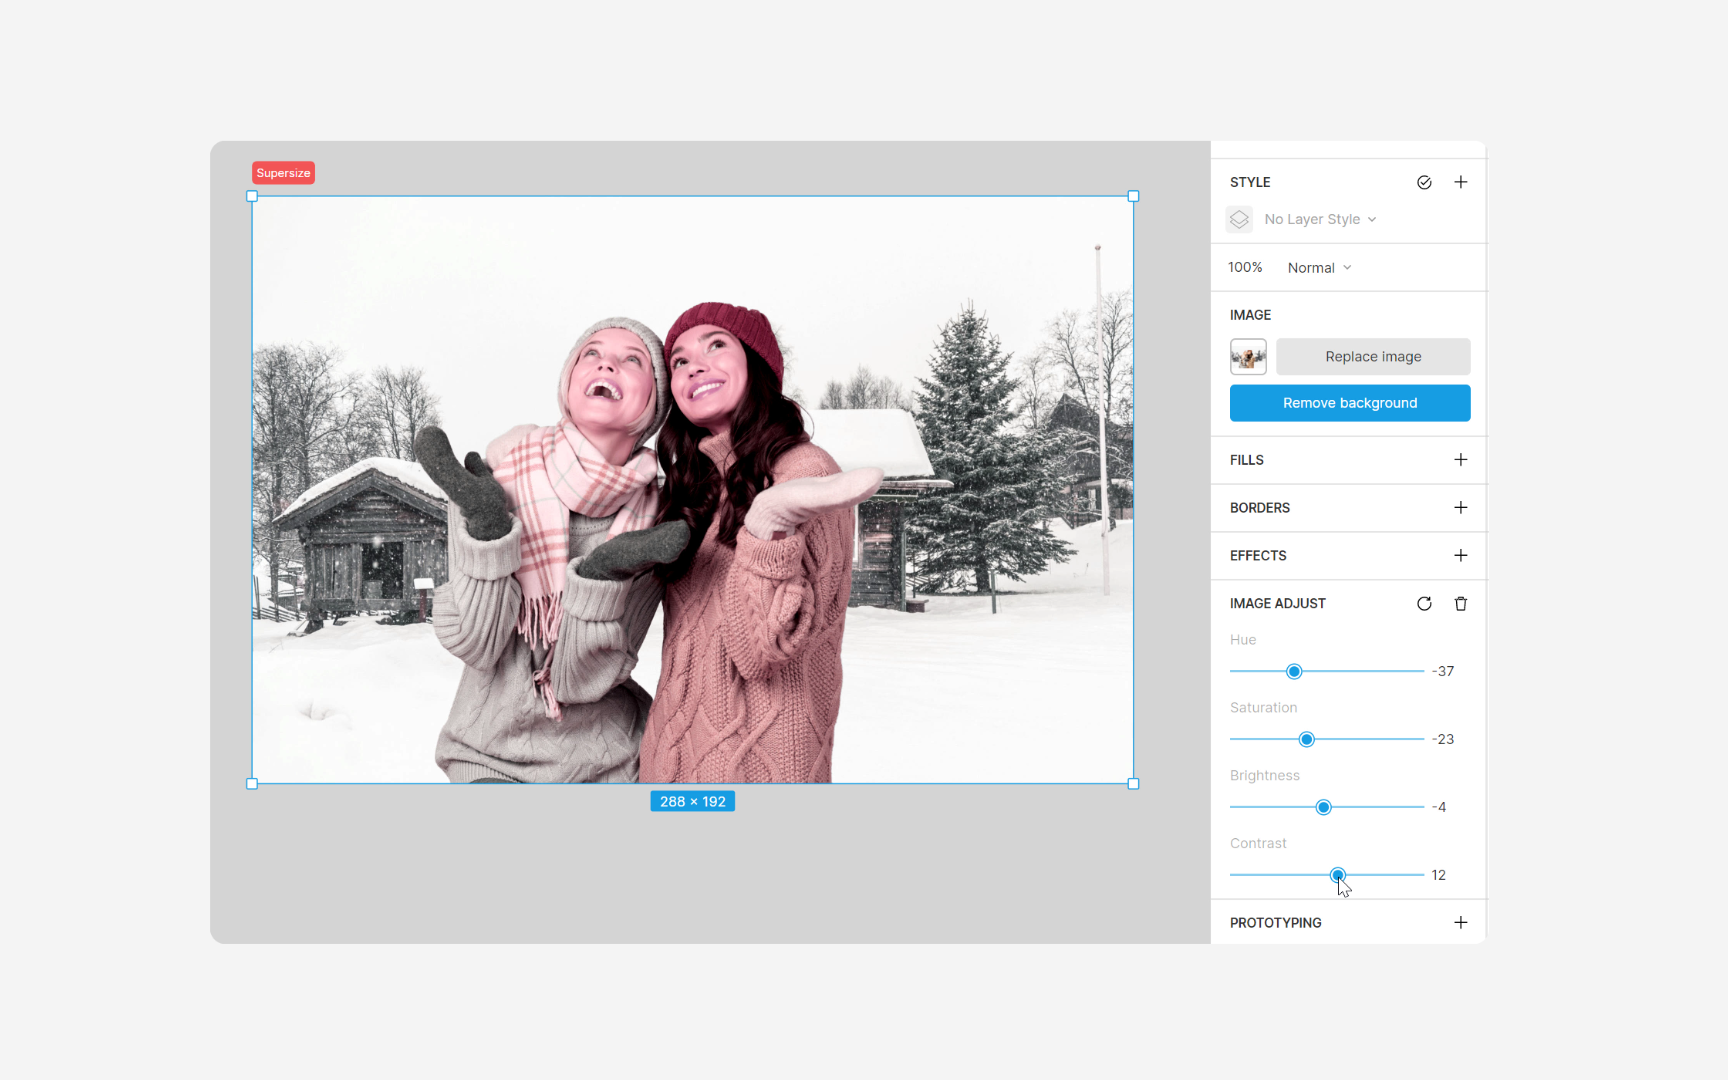 Supersize
288 × 192
STYLE
No Layer Style
100% Normal
IMAGE
Replace image
Remove background
FILLS
BORDERS
EFFECTS
IMAGE ADJUST
Hue
-37
Saturation
-23
Brightness
-4
Contrast
12
PROTOTYPING